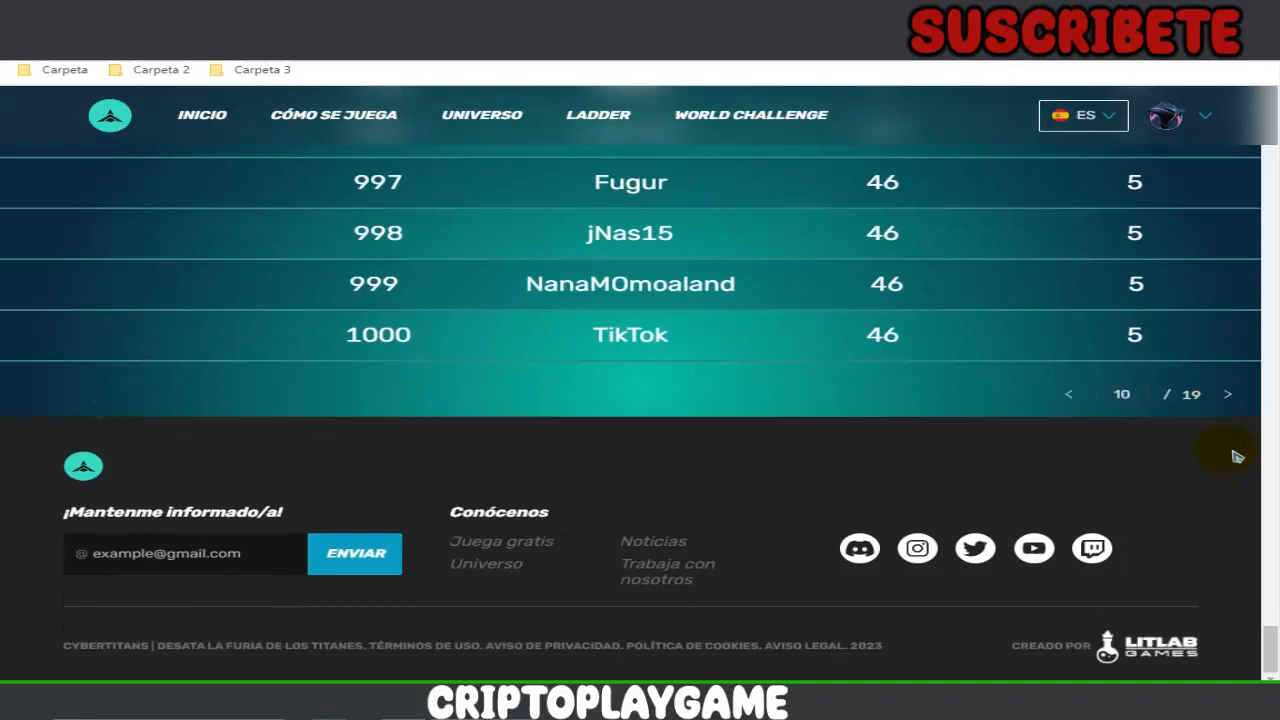 SUSCRIBETE
Carpeta Carpeta 2 Carpeta 3
INICIO CÓMO SE JUEGA UNIVERSO LADDER WORLD CHALLENGE ES
997 Fugur 46 5
998 jNas15 46 5
999 NanaMOmoaland 46 5
1000 TikTok 46 5
< 10 / 19 >
¡Mantenme informado/a! Conócenos
@ example@gmail.com ENVIAR
Juega gratis Noticias
Universo Trabaja con
nosotros
CYBERTITANS | DESATA LA FURIA DE LOS TITANES. TÉRMINOS DE USO. AVISO DE PRIVACIDAD. POLÍTICA DE COOKIES. AVISO LEGAL. 2023 CREADO POR LITLAB GAMES
CRIPTOPLAYGAME